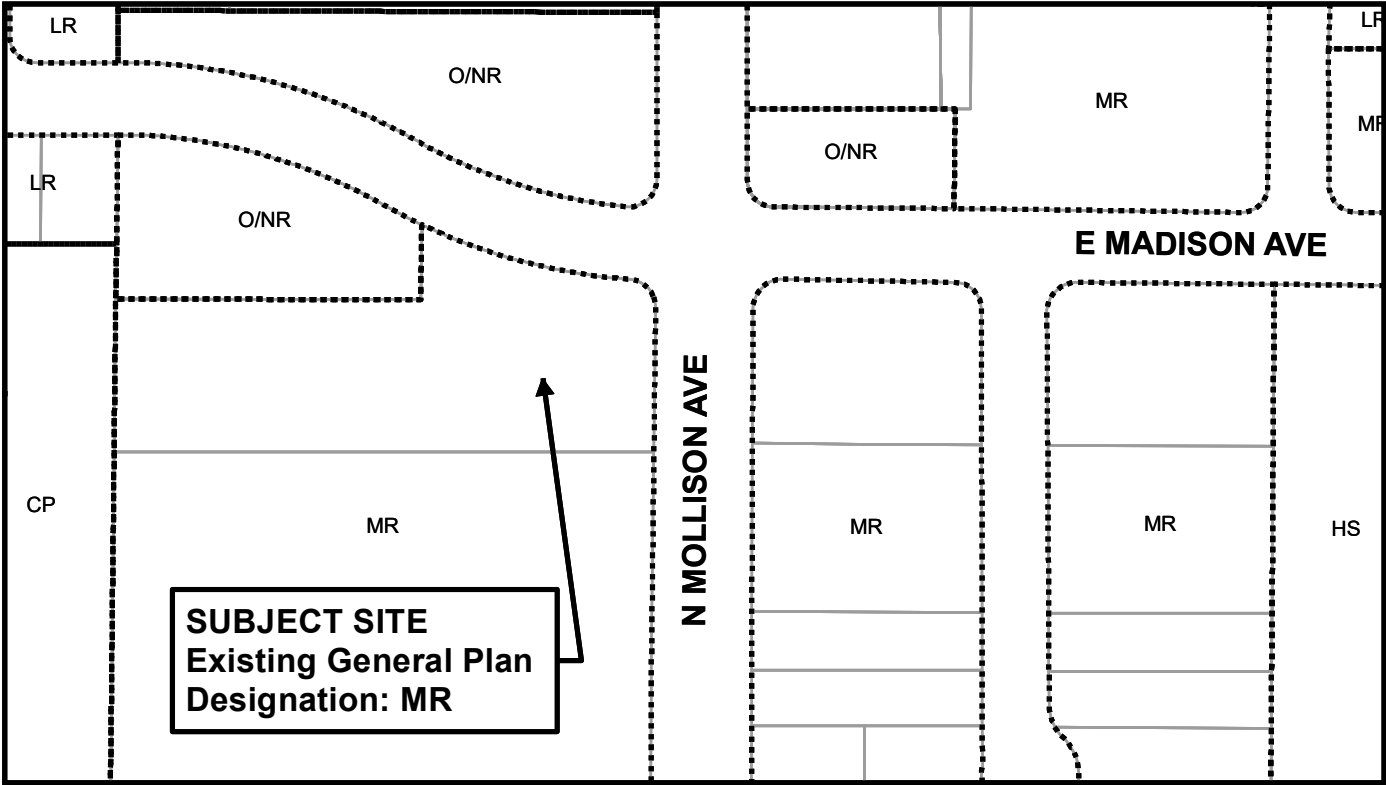 LR
LR
O/NR
MR
MR
O/NR
LR
O/NR
E MADISON AVE
N MOLLISON AVE
CP
MR
MR
MR
HS
SUBJECT SITE
Existing General Plan
Designation: MR